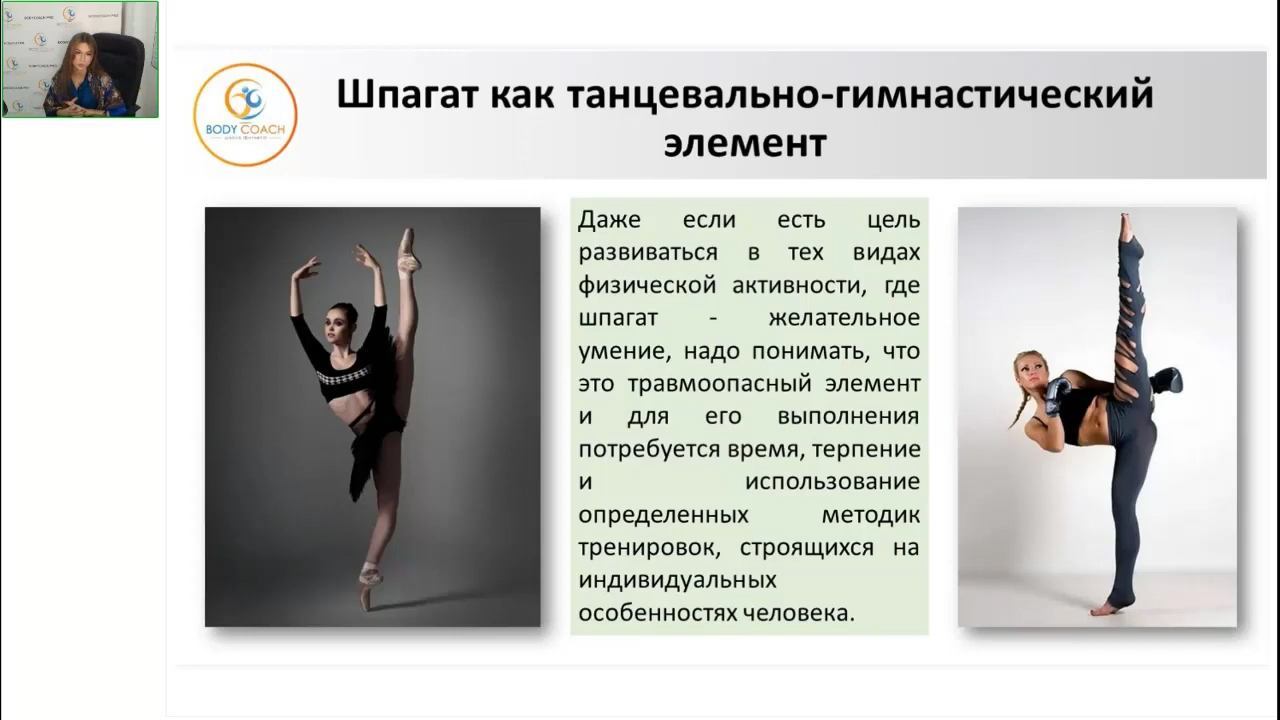 BODYCOACH.PRO
Шпагат как танцевально-гимнастический
элемент
BODY COACH
Даже если есть цель
развиваться в тех видах
физической активности, где
шпагат - желательное
умение, надо понимать, что
это травмоопасный элемент
и для его выполнения
потребуется время, терпение
и использование
определенных методик
тренировок, строящихся на
индивидуальных
особенностях человека.